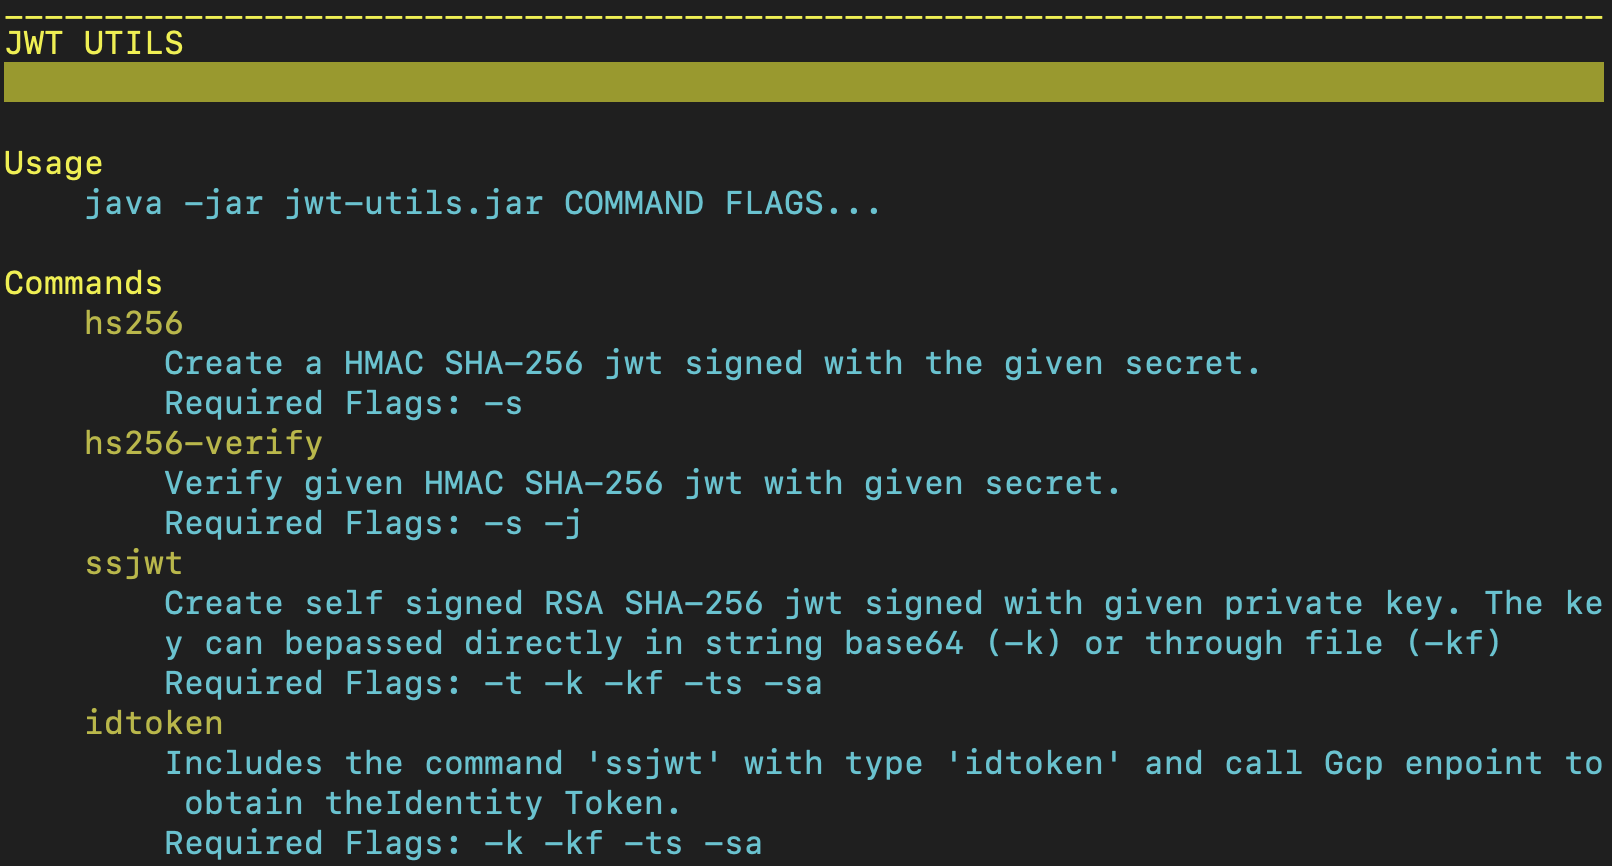 JWT UTILS
Usage
java -jar jwt-utils.jar COMMAND FLAGS...
Commands
hs256
Create a HMAC SHA-256 jwt signed with the given secret.
Required Flags: -s
hs256-verify
Verify given HMAC SHA-256 jwt with given secret.
Required Flags: -s -j
ssjwt
Create self signed RSA SHA-256 jwt signed with given private key. The ke
y can bepassed directly in string base64 (-k) or through file (-kf)
Required Flags: -t -k -kf -ts -sa
idtoken
Includes the command 'ssjwt' with type 'idtoken' and call Gcp enpoint to
obtain theIdentity Token.
Required Flags: -k -kf -ts -sa